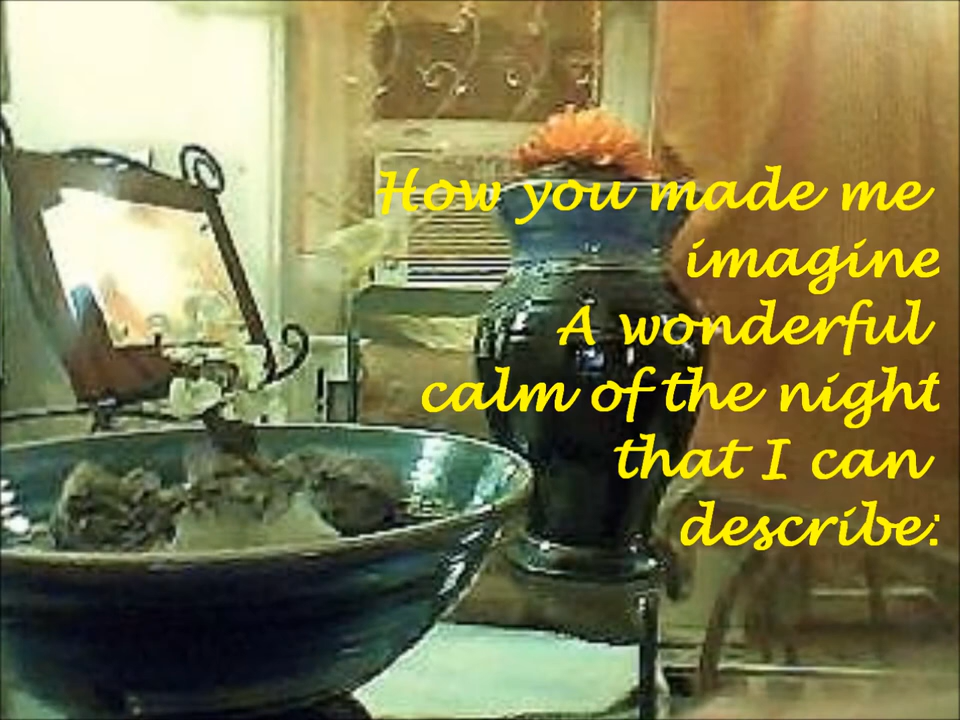 How you made me
imagine
A wonderful
calm of the night
that I can
describe: